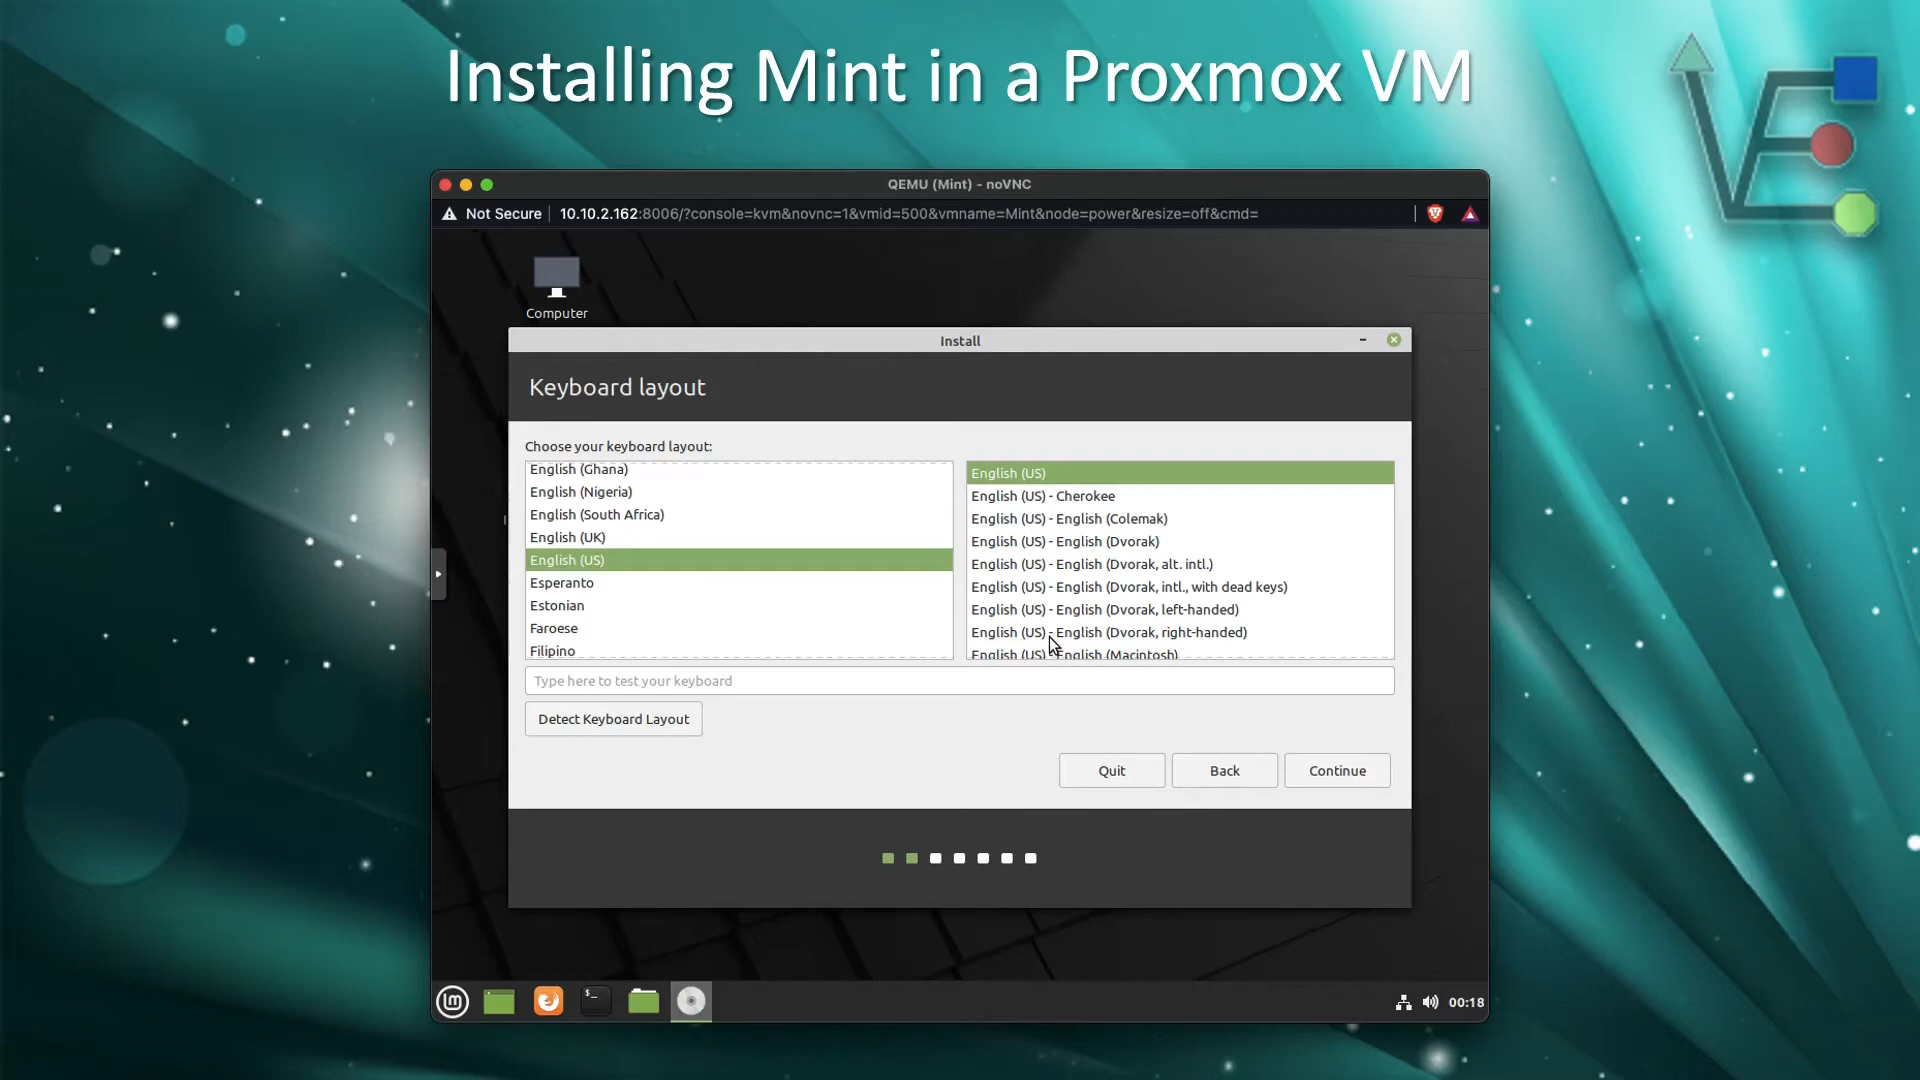 Installing Mint in a Proxmox VM
QEMU (Mint) - noVNC
Not Secure
10.10.2.162:8006/?console=kvm&novnc=1&vmid=500&vmname=Mint&node=power&resize=off&cmd=
Computer
Install
Keyboard layout
Choose your keyboard layout:
English (Ghana)
English (Nigeria)
English (South Africa)
English (UK)
English (US)
Esperanto
Estonian
Faroese
Filipino
English (US)
English (US) - Cherokee
English (US) - English (Colemak)
English (US) - English (Dvorak)
English (US) - English (Dvorak, alt. intl.)
English (US) - English (Dvorak, intl., with dead keys)
English (US) - English (Dvorak, left-handed)
English (US) - English (Dvorak, right-handed)
English (US) - English (Macintosh)
Type here to test your keyboard
Detect Keyboard Layout
Quit
Back
Continue
00:18